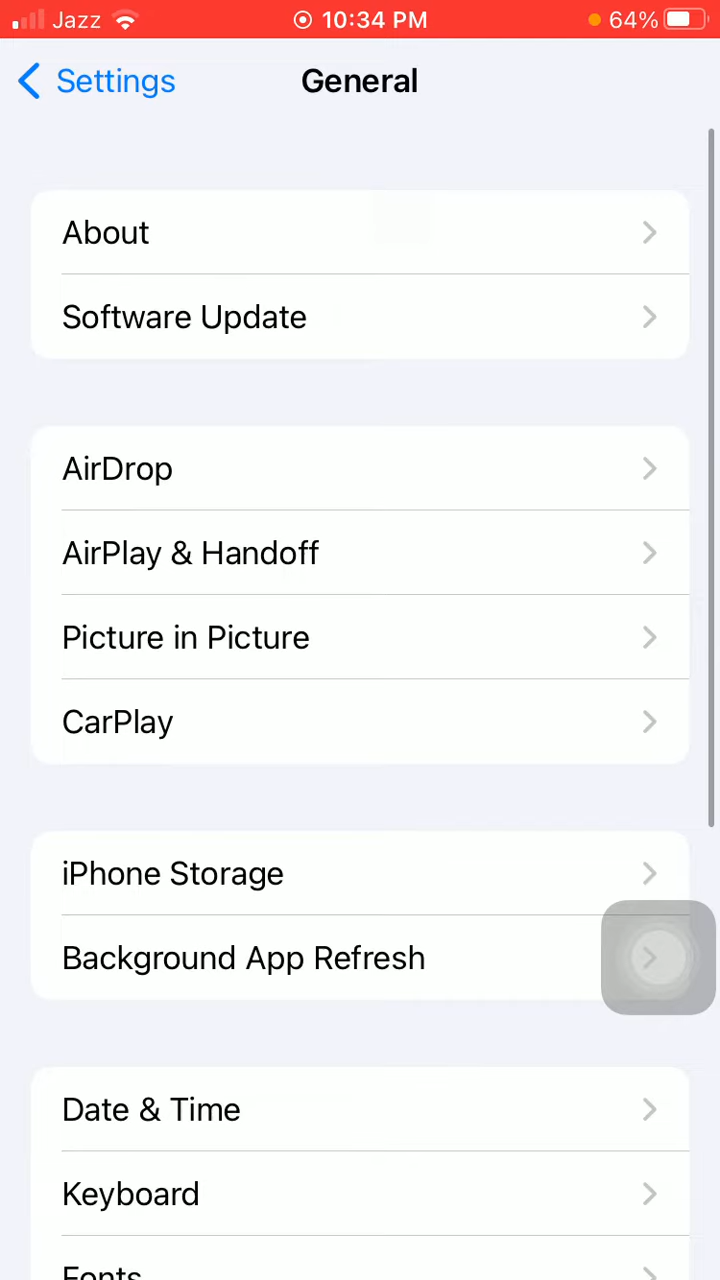 Jazz 10:34 PM 64%
Settings General
About
Software Update
AirDrop
AirPlay & Handoff
Picture in Picture
CarPlay
iPhone Storage
Background App Refresh
Date & Time
Keyboard
Fonts